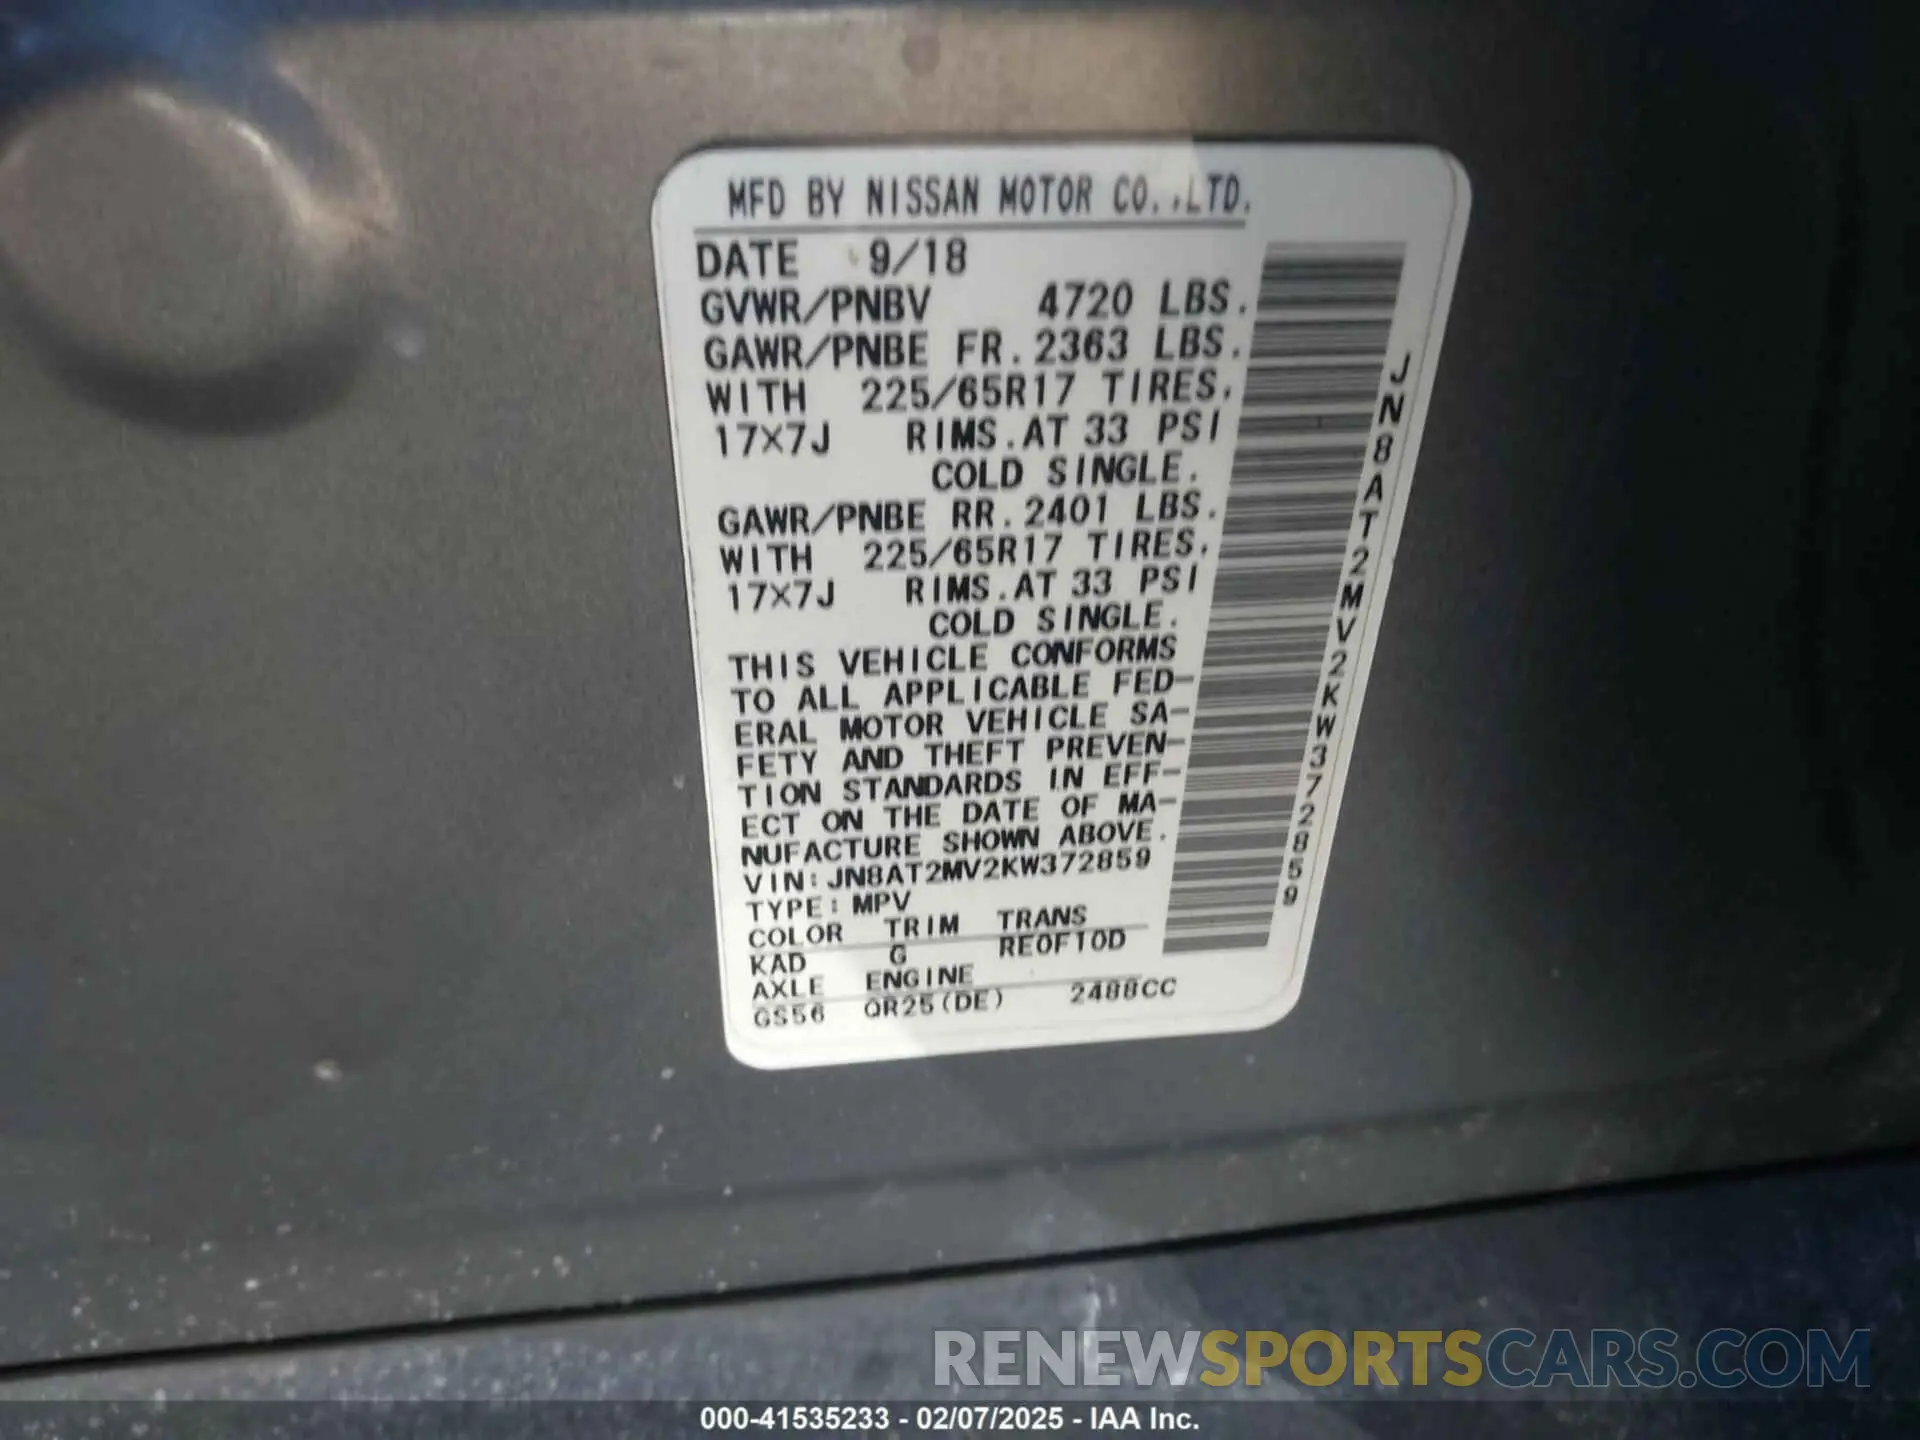 MFD BY NISSAN MOTOR CO.,LTD.
DATE 9/18
GVWR/PNBV 4720 LBS.
GAWR/PNBE FR. 2363 LBS.
WITH 225/65R17 TIRES,
17X7J RIMS.AT 33 PSI
COLD SINGLE.
GAWR/PNBE RR. 2401 LBS.
WITH 225/65R17 TIRES,
17X7J RIMS.AT 33 PSI
COLD SINGLE.
THIS VEHICLE CONFORMS
TO ALL APPLICABLE FED-
ERAL MOTOR VEHICLE SA-
FETY AND THEFT PREVEN-
TION STANDARDS IN EFF-
ECT ON THE DATE OF MA-
NUFACTURE SHOWN ABOVE.
VIN:JN8AT2MV2KW372859
TYPE:MPV
COLOR TRIM TRANS
KAD G RE0F10D
AXLE ENGINE
GS56 QR25(DE) 2488CC
JN8AT2MV2KW372859
RENEWSPORTSCARS.COM
000-41535233 - 02/07/2025 - IAA Inc.